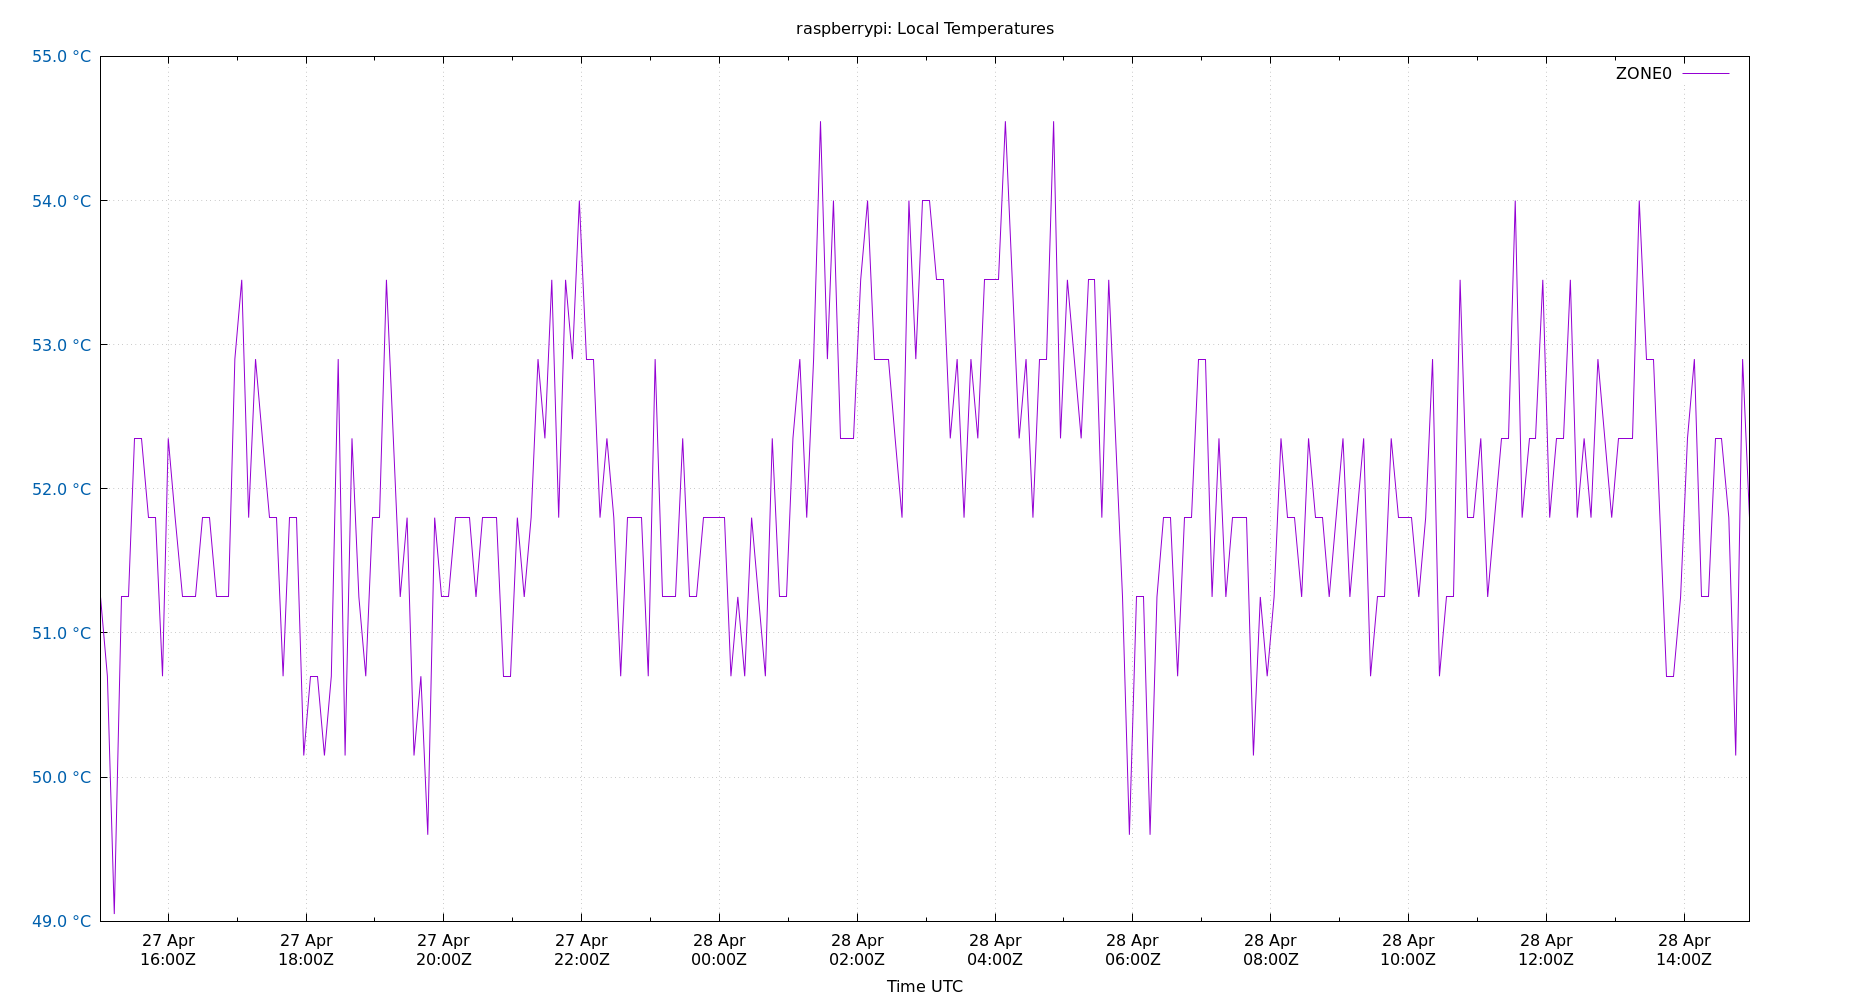 raspberrypi: Local Temperatures
55.0 °C
ZONE0
54.0 °C
53.0 °C
52.0 °C
51.0 °C
50.0 °C
49.0 °C
27 Apr 27 Apr 27 Apr 27 Apr 28 Apr 28 Apr 28 Apr 28 Apr 28 Apr 28 Apr 28 Apr 28 Apr
16:00Z 18:00Z 20:00Z 22:00Z 00:00Z 02:00Z 04:00Z 06:00Z 08:00Z 10:00Z 12:00Z 14:00Z
Time UTC